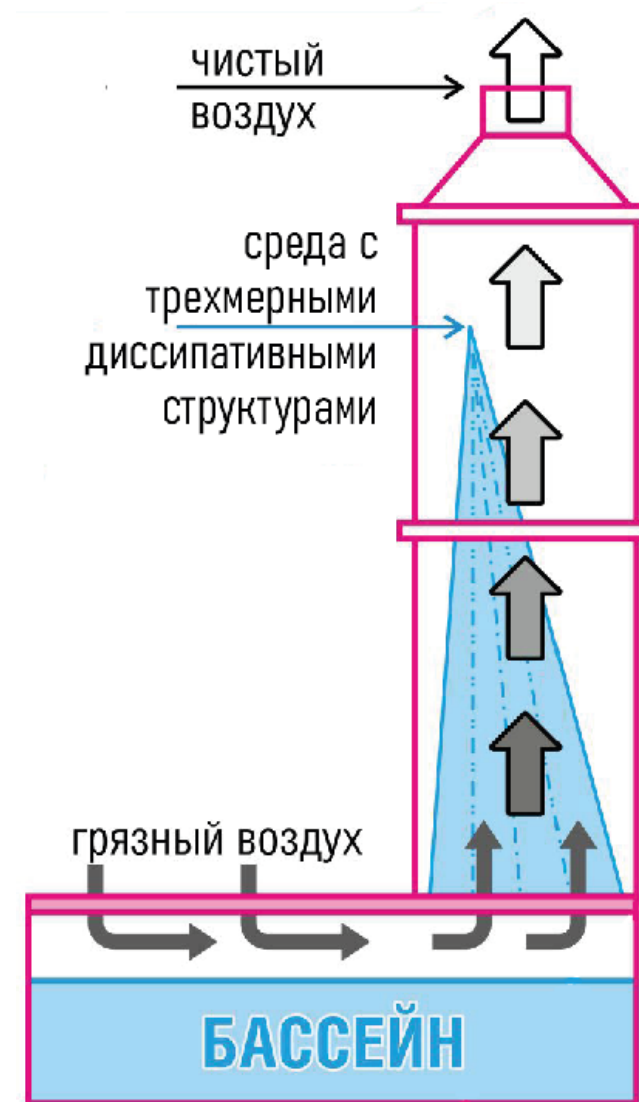 чистый
воздух
среда с
трехмерными
диссипативными
структурами
грязный воздух
БАССЕЙН